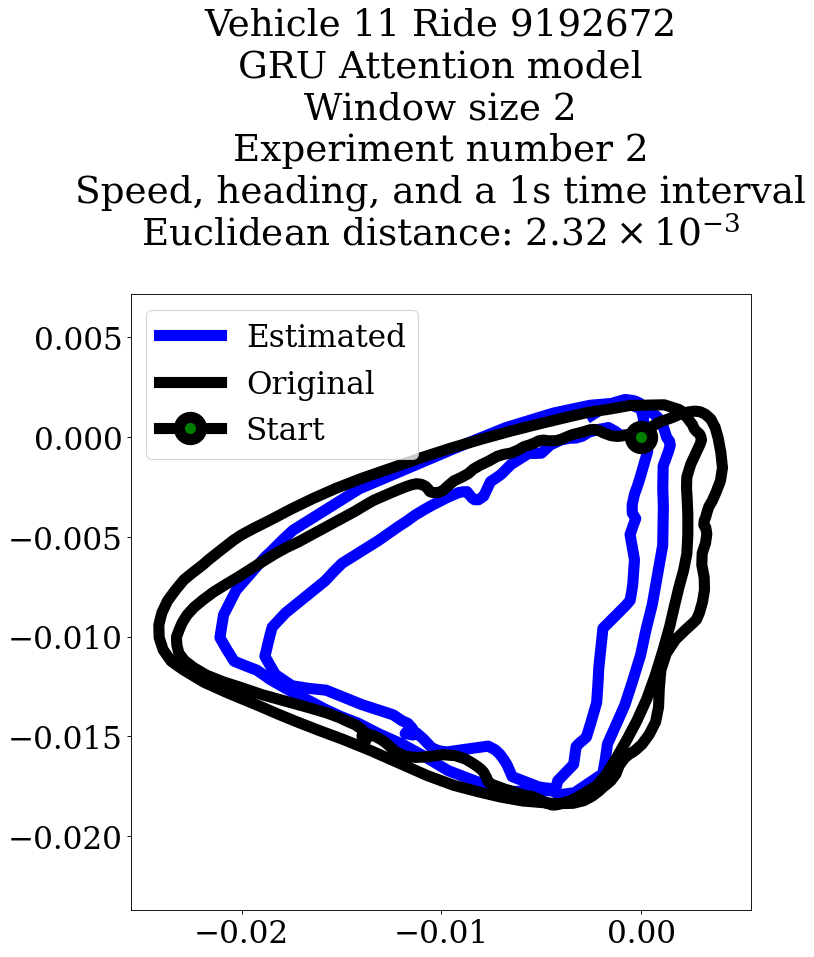 Vehicle 11 Ride 9192672
GRU Attention model
Window size 2
Experiment number 2
Speed, heading, and a 1s time interval
Euclidean distance: 2.32 × 10⁻³
Estimated
Original
Start
0.005
0.000
−0.005
−0.010
−0.015
−0.020
−0.02 −0.01 0.00